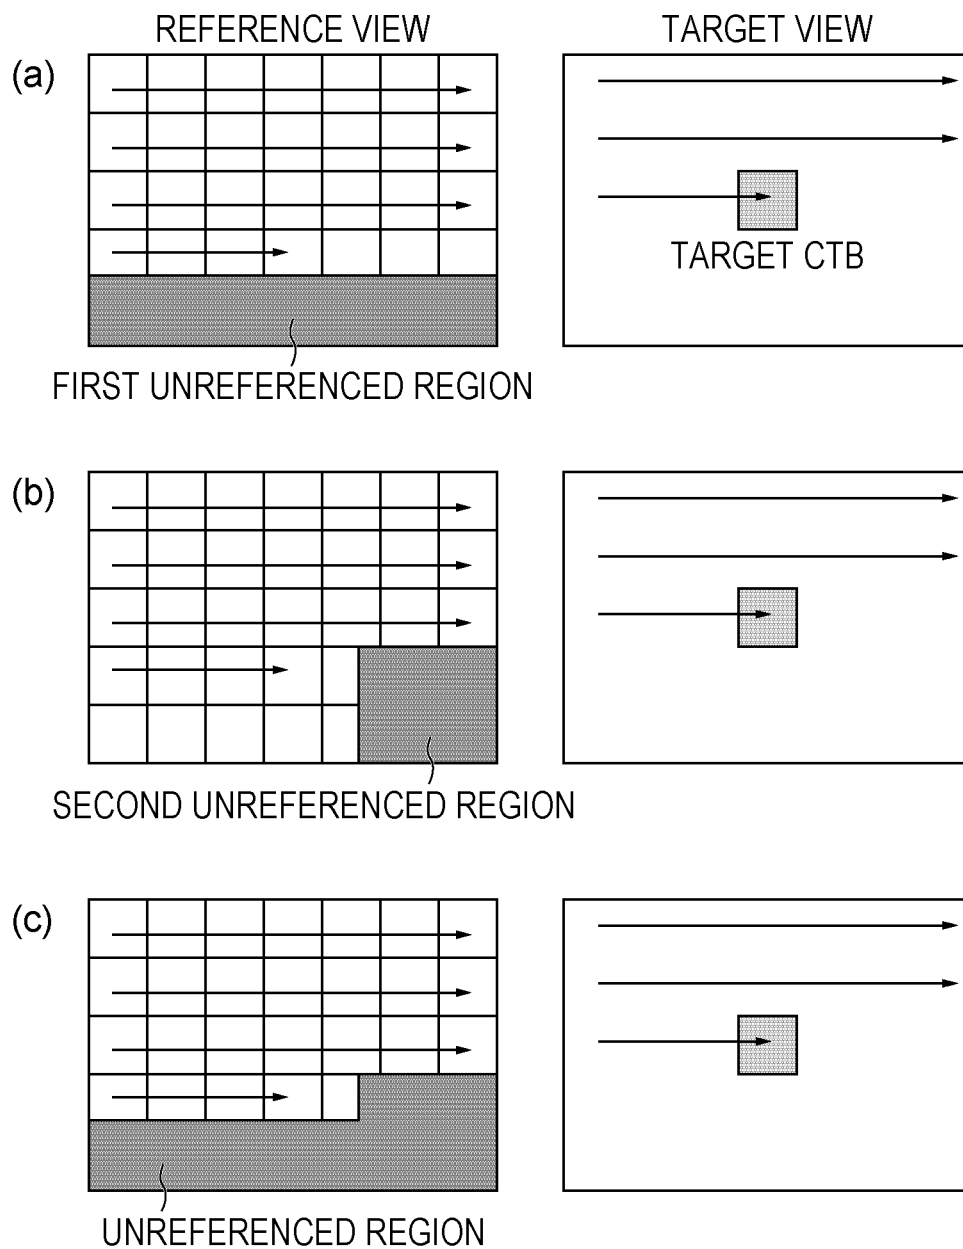 REFERENCE VIEW TARGET VIEW
(a)
TARGET CTB
FIRST UNREFERENCED REGION
(b)
SECOND UNREFERENCED REGION
(c)
UNREFERENCED REGION